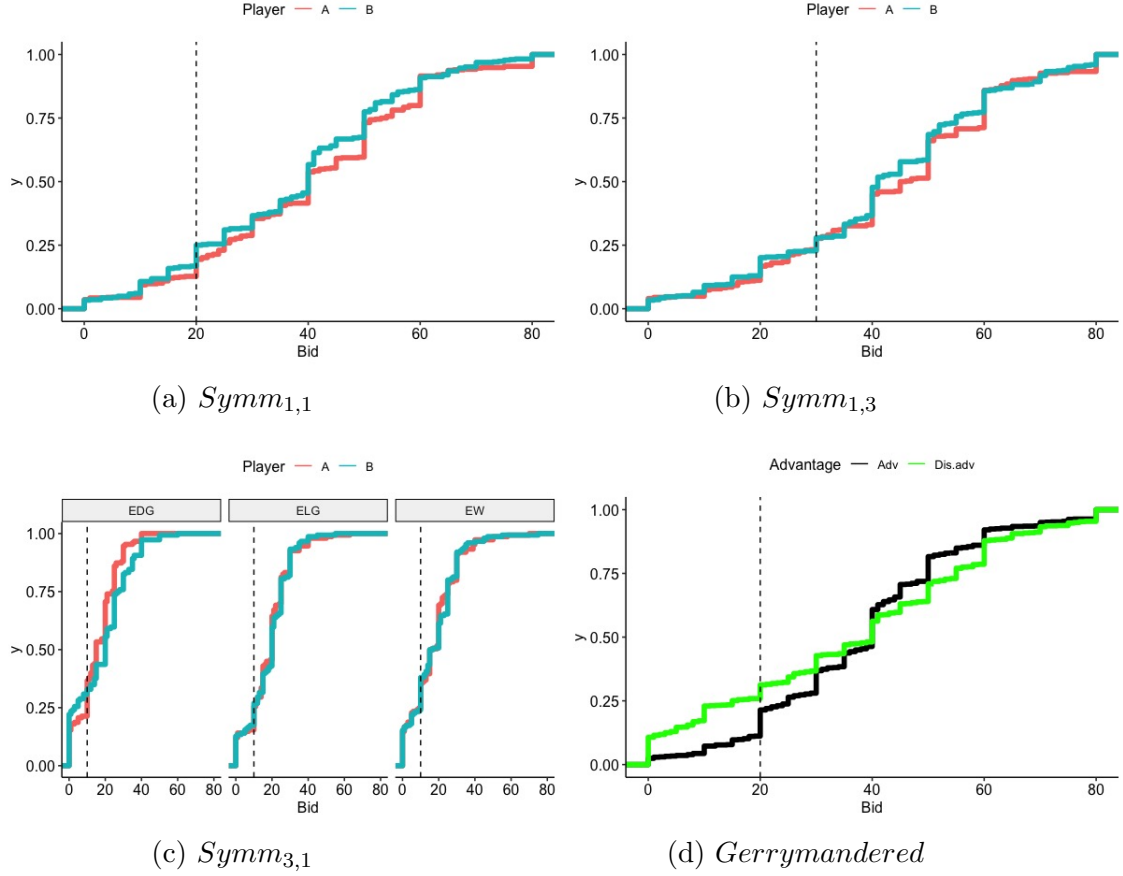 Player A B
1.00
0.75
0.50
0.25
0.00
y
0 20 40 60 80
Bid
(a) Symm1,1
Player A B
1.00
0.75
0.50
0.25
0.00
y
0 20 40 60 80
Bid
(b) Symm1,3
Player A B
EDG ELG EW
1.00
0.75
0.50
0.25
0.00
y
0 20 40 60 80 0 20 40 60 80 0 20 40 60 80
Bid
(c) Symm3,1
Advantage Adv Dis.adv
1.00
0.75
0.50
0.25
0.00
y
0 20 40 60 80
Bid
(d) Gerrymandered